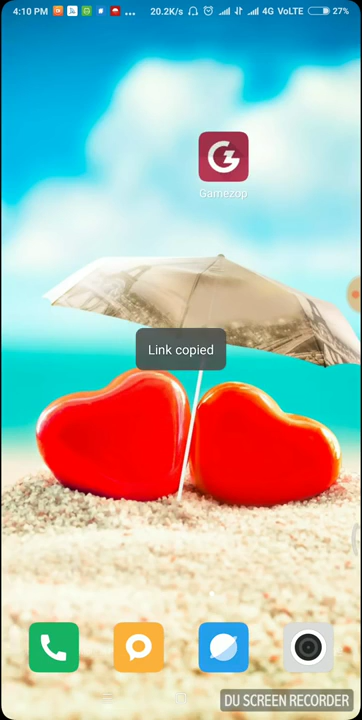 4:10 PM ... 20.2K/s 4G VoLTE 27%
Gamezop
Link copied
DU SCREEN RECORDER